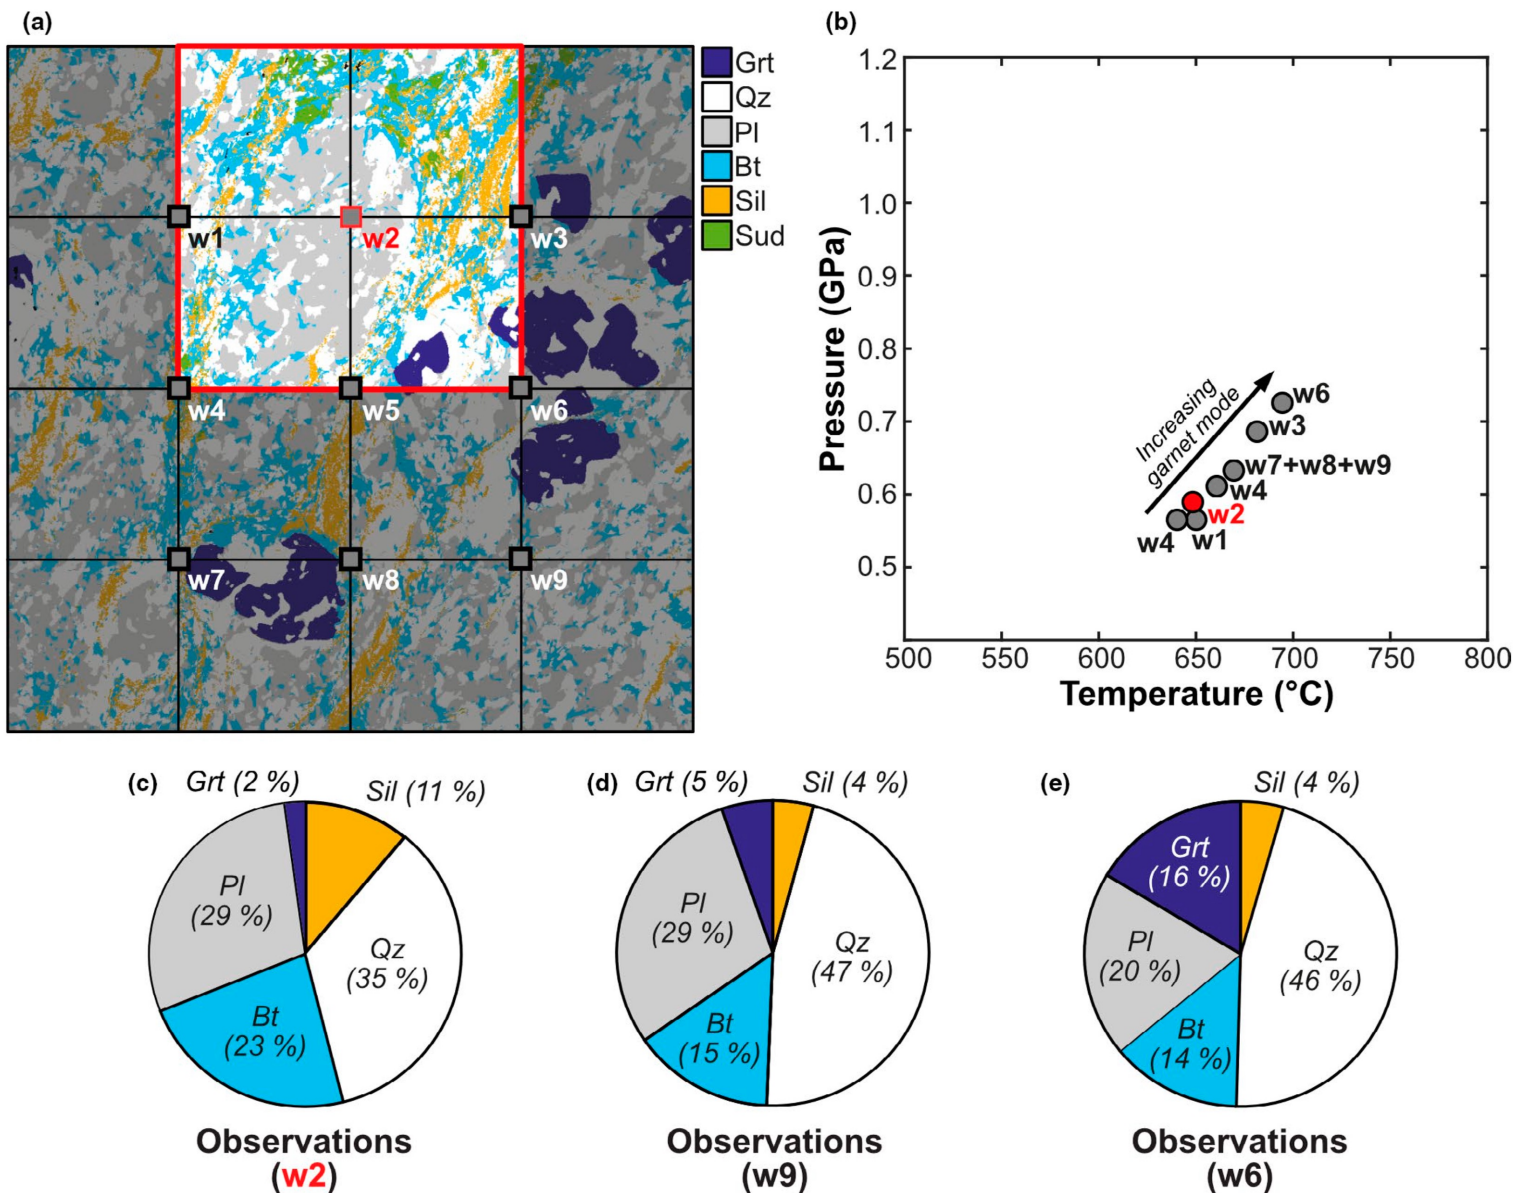 (a)
Grt
Qz
Pl
Bt
Sil
Sud
w1
w2
w3
w4
w5
w6
w7
w8
w9
(b)
1.2
1.1
1.0
0.9
0.8
0.7
0.6
0.5
Pressure (GPa)
Increasing
garnet mode
w6
w3
w7+w8+w9
w4
w2
w4
w1
500
550
600
650
700
750
800
Temperature (°C)
(c)
Grt (2 %)
Sil (11 %)
Pl
(29 %)
Qz
(35 %)
Bt
(23 %)
Observations
(w2)
(d)
Grt (5 %)
Sil (4 %)
Pl
(29 %)
Qz
(47 %)
Bt
(15 %)
Observations
(w9)
(e)
Sil (4 %)
Grt
(16 %)
Pl
(20 %)
Qz
(46 %)
Bt
(14 %)
Observations
(w6)